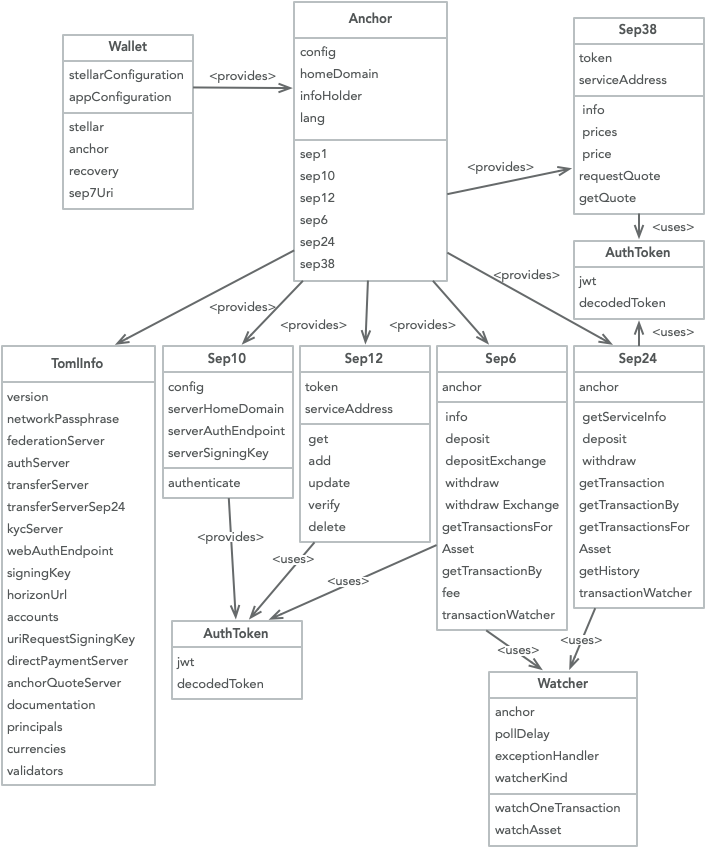 Wallet
stellarConfiguration
appConfiguration
stellar
anchor
recovery
sep7Uri
<provides>
Anchor
config
homeDomain
infoHolder
lang
sep1
sep10
sep12
sep6
sep24
sep38
<provides>
Sep38
token
serviceAddress
info
prices
price
requestQuote
getQuote
<uses>
AuthToken
jwt
decodedToken
<uses>
<provides>
<provides>
<provides>
<provides>
TomlInfo
version
networkPassphrase
federationServer
authServer
transferServer
transferServerSep24
kycServer
webAuthEndpoint
signingKey
horizonUrl
accounts
uriRequestSigningKey
directPaymentServer
anchorQuoteServer
documentation
principals
currencies
validators
Sep10
config
serverHomeDomain
serverAuthEndpoint
serverSigningKey
authenticate
<provides>
Sep12
token
serviceAddress
get
add
update
verify
delete
<uses>
Sep6
anchor
info
deposit
depositExchange
withdraw
withdraw Exchange
getTransactionsFor
Asset
getTransactionBy
fee
transactionWatcher
<uses>
<uses>
Sep24
anchor
getServiceInfo
deposit
withdraw
getTransaction
getTransactionBy
getTransactionsFor
Asset
getHistory
transactionWatcher
<uses>
AuthToken
jwt
decodedToken
Watcher
anchor
pollDelay
exceptionHandler
watcherKind
watchOneTransaction
watchAsset